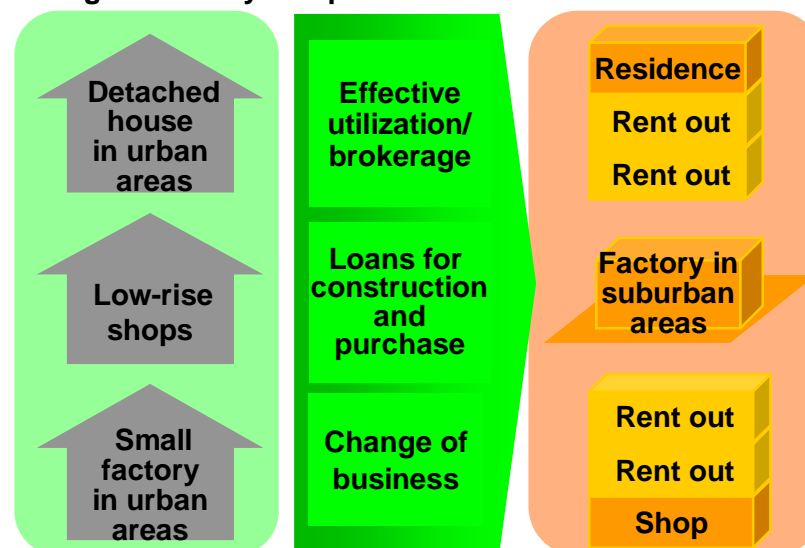 Detached
house
in urban
areas
Low-rise
shops
Small
factory
in urban
areas
Effective
utilization/
brokerage
Loans for
construction
and
purchase
Change of
business
Residence
Rent out
Rent out
Factory in
suburban
areas
Rent out
Rent out
Shop